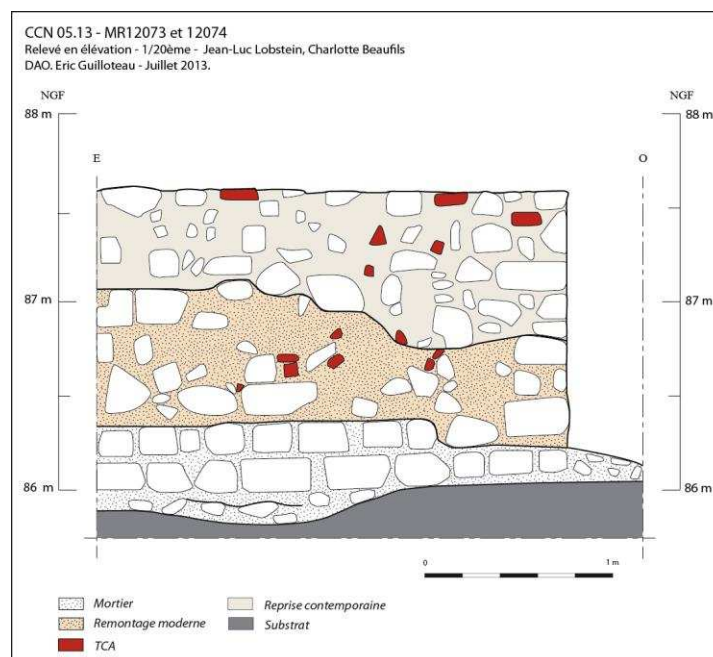 CCN 05.13 - MR12073 et 12074
Relevé en élévation - 1/20ème - Jean-Luc Lobstein, Charlotte Beaufils
DAO. Eric Guilloteau - Juillet 2013.
NGF NGF
88 m 88 m
E O
87 m 87 m
86 m 86 m
0 1 m
Mortier Reprise contemporaine
Remontage moderne Substrat
TCA